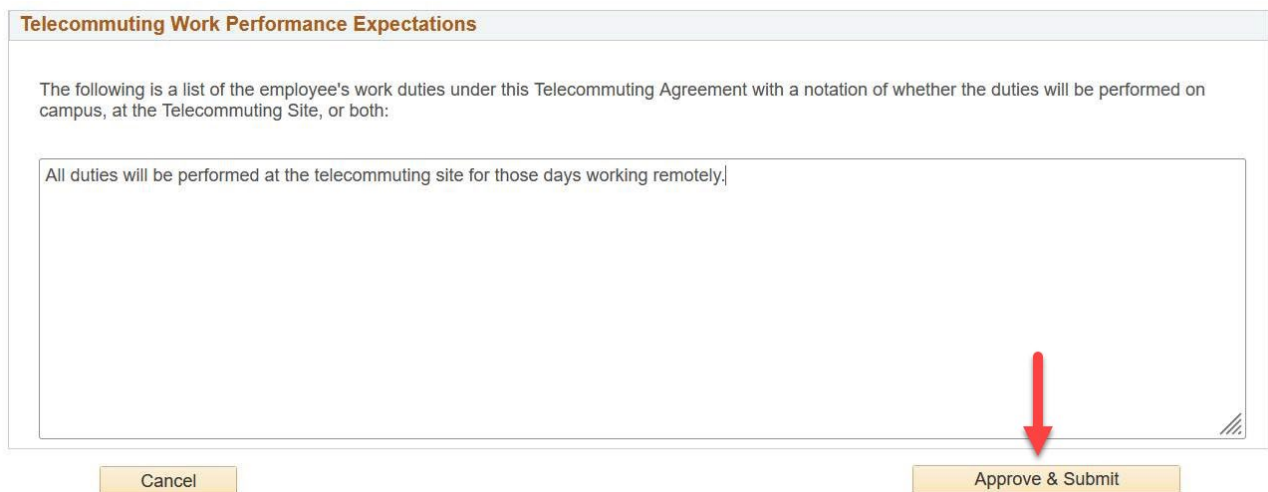 Telecommuting Work Performance Expectations
The following is a list of the employee's work duties under this Telecommuting Agreement with a notation of whether the duties will be performed on
campus, at the Telecommuting Site, or both:
All duties will be performed at the telecommuting site for those days working remotely.
Cancel
Approve & Submit